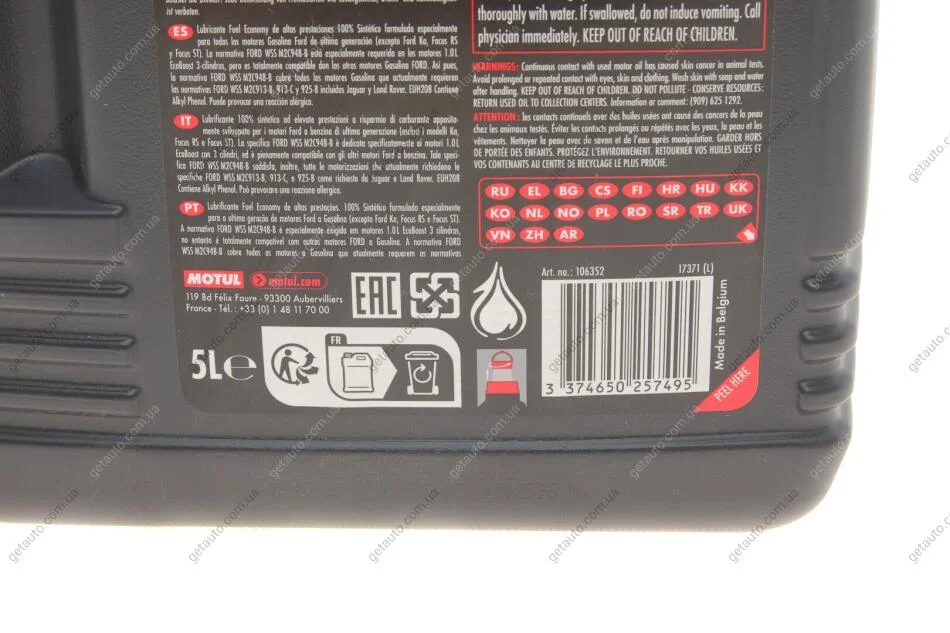 ist verboten.
ES Lubricante Fuel Economy de altas prestaciones 100% Sintético formulado especialmente
para todos los motores Gasolina Ford de última generación (excepto Ford Ka, Focus RS
y Focus ST). La normativa FORD WSS M2C948-B está especialmente requerida en los motores 1.0L
EcoBoost 3-cilindros, pero es totalmente compatible don los otros motores Gasolina FORD. Así pues,
la normativa FORD WSS M2C948-B cubre todos los motores Gasolina que actualmente requieren
las normativa FORD WSS M2C913-B, 913-C y 925-B incluidos Jaguar y Land Rover. EUH208 Contiene
Alkyl Phenol. Puede provocar una reacción alérgica.
IT Lubrificante 100% sintetico ad elevate prestazioni a risparmio di carburante apposita-
mente sviluppato per i motori Ford a benzina di ultima generazione (esclusi i modelli Ka,
Focus RS e Focus ST). La specifica FORD WSS M2C948-B è dedicata specificatamente ai motori 1.0L
EcoBoost con 3 cilindri, ed è pienamente compatibile con gli altri motori Ford a benzina. Tale speci-
fica FORD WSS M2C948-B soddisfa, inoltre, tutte le motorizzazioni che attualmente richiedono le
specifiche FORD WSS M2C913-B, 913-C e 925-B come richiesto da Jaguar e Land Rover. EUH208
Contiene Alkyl Phenol. Può provocare una reazione allergica.
PT Lubrificante Fuel Economy de altas prestações. 100% Sintético formulado especialmente
para a ultima geração de motores Ford a Gasolina (excepto Ford Ka, Focus RS e Focus ST).
A normativa FORD WSS M2C948-B é especialmente exigida em motores 1.0L EcoBoost 3 cilindros,
no entanto é totalmente compatível com outros motores FORD a Gasolina. A normativa FORD
WSS M2C948-B cobre todos os motores a Gasolina que actualmente requerem as normativas
MOTUL motul.com
119 Bd Félix Faure - 93300 Aubervilliers
France - Tél. : +33 (0) 1 48 11 70 00
EAC
5L e
FR
thoroughly with water. If swallowed, do not induce vomiting. Call
physician immediately. KEEP OUT OF REACH OF CHILDREN.
WARNINGS: Continuous contact with used motor oil has caused skin cancer in animal tests.
Avoid prolonged or repeated contact with eyes, skin and clothing. Wash skin with soap and water
after handling. KEEP OUT OF REACH OF CHILDREN. DO NOT POLLUTE - CONSERVE RESOURCES:
RETURN USED OIL TO COLLECTION CENTERS. Information or comment: (909) 625 1292.
ATTENTION : les contacts continuels avec des huiles usées ont causé des cancers de la peau
chez les animaux testés. Éviter les contacts prolongés ou répétés avec les yeux, la peau et les
vêtements. Nettoyer la peau avec du savon et de l'eau après manipulation. GARDER HORS
DE PORTÉE DES ENFANTS. PROTÉGEZ L'ENVIRONNEMENT. RETOURNER VOS HUILES USÉES ET
VOS CONTENANTS AU CENTRE DE RECYCLAGE LE PLUS PROCHE.
RU EL BG CS FI HR HU KK
KO NL NO PL RO SR TR UK
VN ZH AR
Art. no.: 106352 17371 (L)
3 374650 257495
Made in Belgium
PEEL HERE
getauto.com.ua